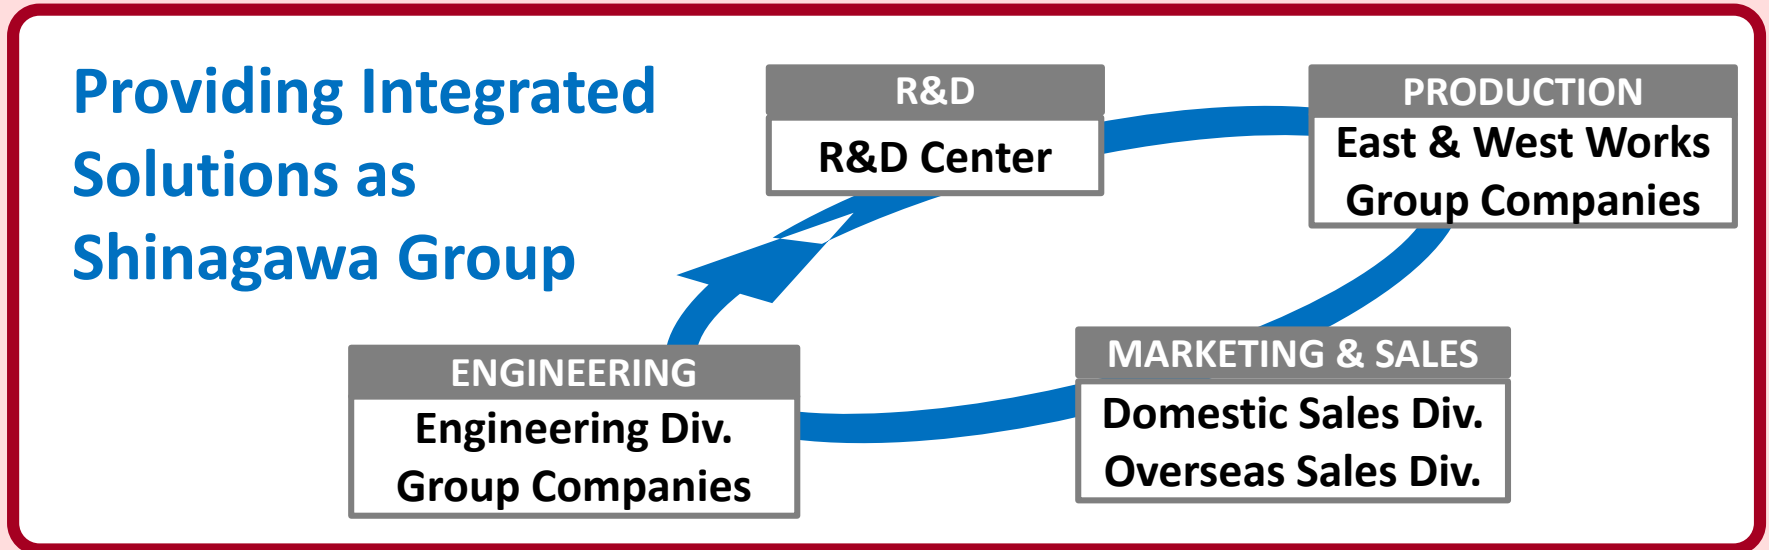 Providing Integrated
Solutions as
Shinagawa Group
R&D
R&D Center
PRODUCTION
East & West Works
Group Companies
ENGINEERING
Engineering Div.
Group Companies
MARKETING & SALES
Domestic Sales Div.
Overseas Sales Div.